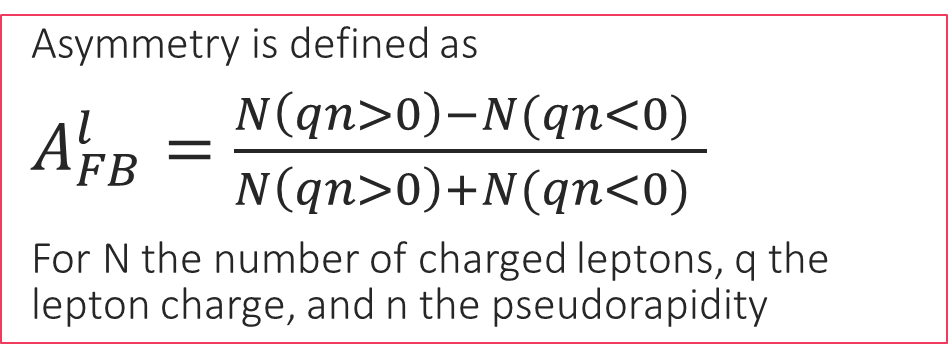 Asymmetry is defined as
A^l_FB = (N(qn>0)−N(qn<0))/(N(qn>0)+N(qn<0))
For N the number of charged leptons, q the
lepton charge, and n the pseudorapidity